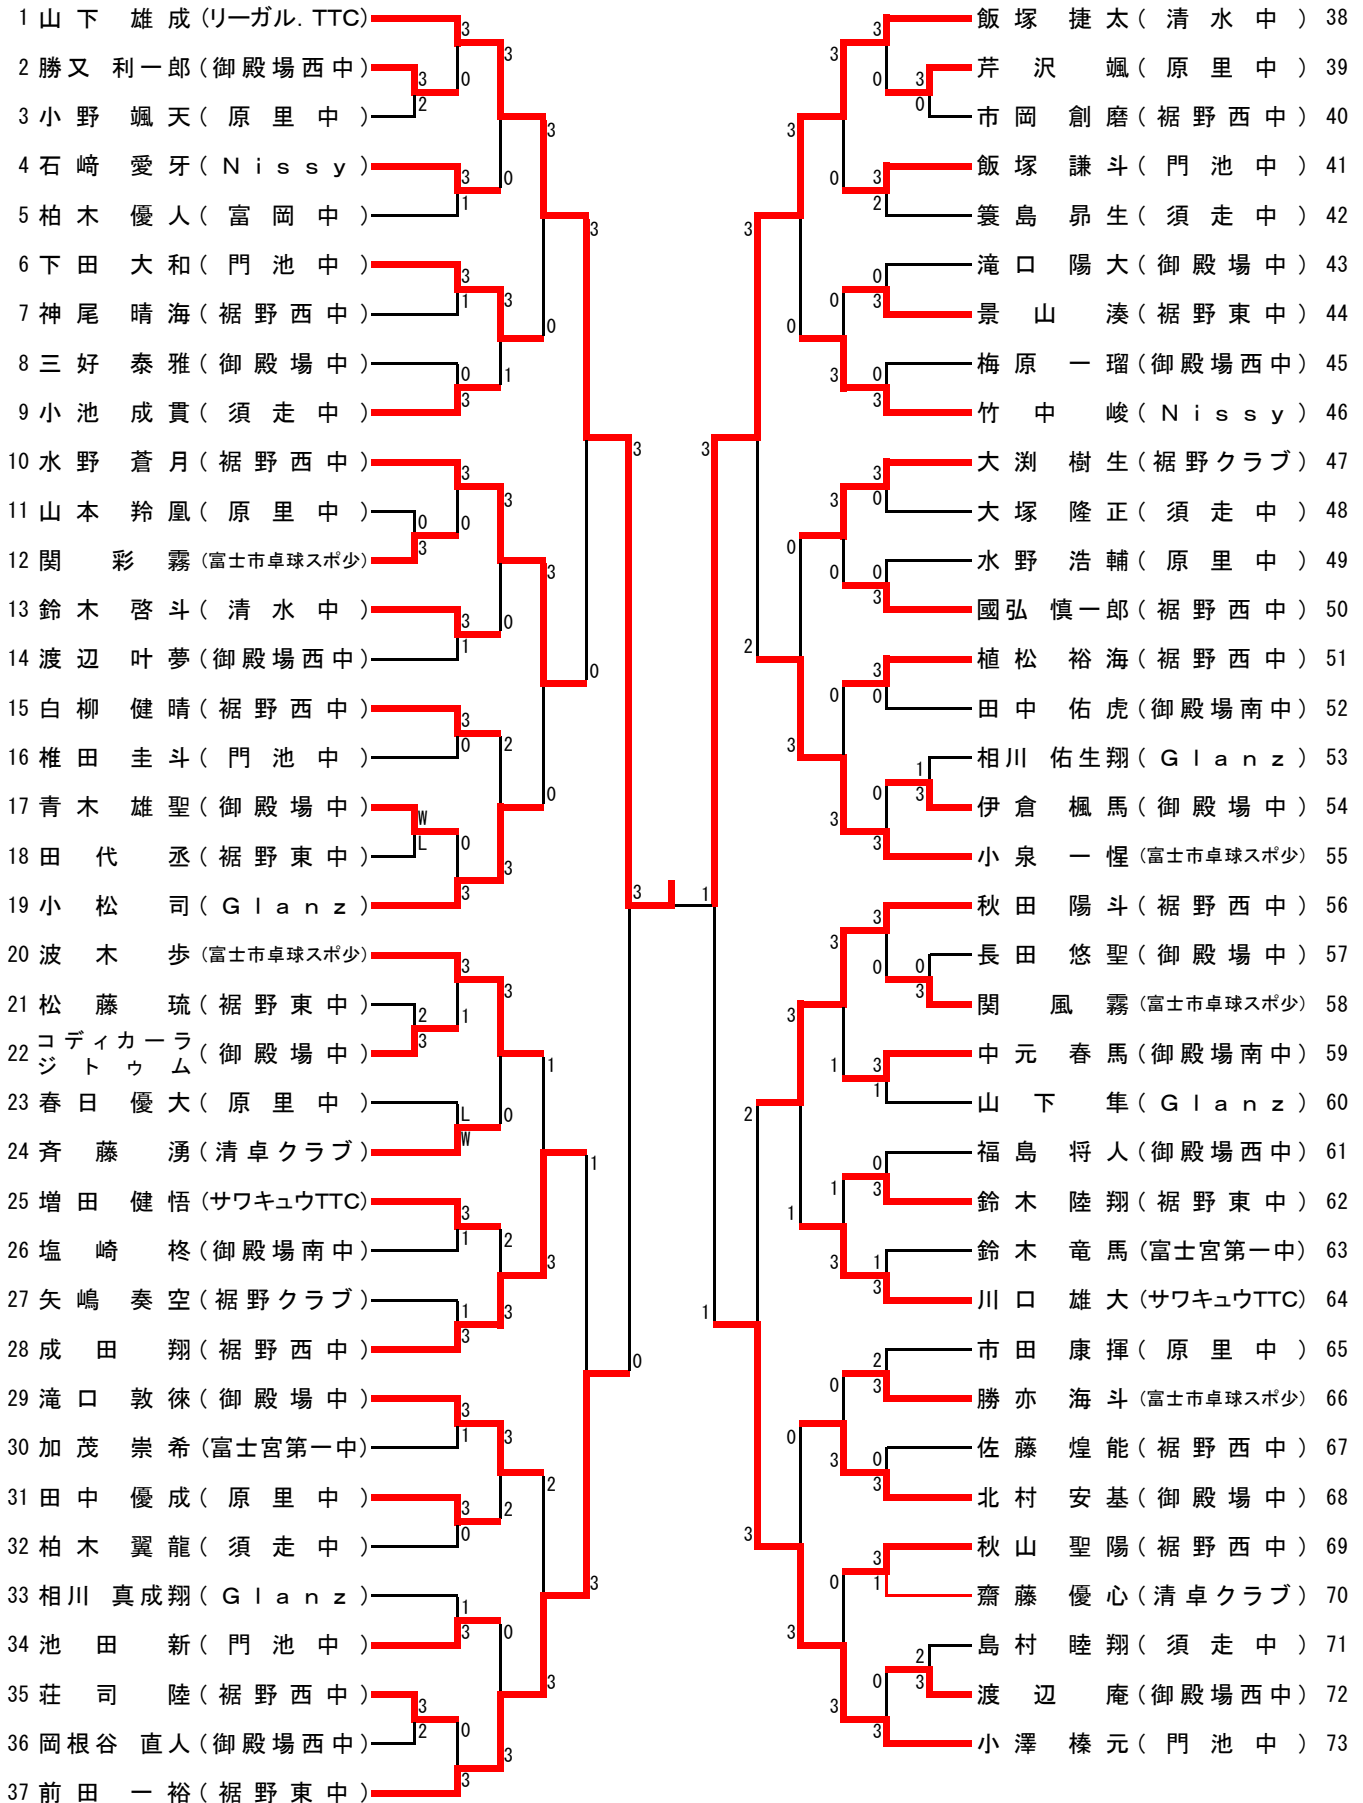 1 山下 雄成 (リーガル. TTC)
2 勝又 利一郎 (御殿場西中)
3 小野 颯天 (原里中)
4 石﨑 愛牙 (Nissy)
5 柏木 優人 (富岡中)
6 下田 大和 (門池中)
7 神尾 晴海 (裾野西中)
8 三好 泰雅 (御殿場中)
9 小池 成貫 (須走中)
10 水野 蒼月 (裾野西中)
11 山本 羚凰 (原里中)
12 関 彩霧 (富士市卓球スポ少)
13 鈴木 啓斗 (清水中)
14 渡辺 叶夢 (御殿場西中)
15 白柳 健晴 (裾野西中)
16 椎田 圭斗 (門池中)
17 青木 雄聖 (御殿場中)
18 田代 丞 (裾野東中)
19 小松 司 (Glanz)
20 波木 歩 (富士市卓球スポ少)
21 松藤 琉 (裾野東中)
22 コディカーラ ジトゥム (御殿場中)
23 春日 優大 (原里中)
24 斉藤 湧 (清卓クラブ)
25 増田 健悟 (サワキュウTTC)
26 塩崎 柊 (御殿場南中)
27 矢嶋 奏空 (裾野クラブ)
28 成田 翔 (裾野西中)
29 滝口 敦徠 (御殿場中)
30 加茂 崇希 (富士宮第一中)
31 田中 優成 (原里中)
32 柏木 翼龍 (須走中)
33 相川 真成翔 (Glanz)
34 池田 新 (門池中)
35 荘司 陸 (裾野西中)
36 岡根谷 直人 (御殿場西中)
37 前田 一裕 (裾野東中)
飯塚 捷太 (清水中) 38
芹沢 颯 (原里中) 39
市岡 創磨 (裾野西中) 40
飯塚 謙斗 (門池中) 41
簑島 昴生 (須走中) 42
滝口 陽大 (御殿場中) 43
景山 湊 (裾野東中) 44
梅原 一瑠 (御殿場西中) 45
竹中 峻 (Nissy) 46
大渕 樹生 (裾野クラブ) 47
大塚 隆正 (須走中) 48
水野 浩輔 (原里中) 49
國弘 慎一郎 (裾野西中) 50
植松 裕海 (裾野西中) 51
田中 佑虎 (御殿場南中) 52
相川 佑生翔 (Glanz) 53
伊倉 楓馬 (御殿場中) 54
小泉 一惺 (富士市卓球スポ少) 55
秋田 陽斗 (裾野西中) 56
長田 悠聖 (御殿場中) 57
関 風霧 (富士市卓球スポ少) 58
中元 春馬 (御殿場南中) 59
山下 隼 (Glanz) 60
福島 将人 (御殿場西中) 61
鈴木 陸翔 (裾野東中) 62
鈴木 竜馬 (富士宮第一中) 63
川口 雄大 (サワキュウTTC) 64
市田 康揮 (原里中) 65
勝亦 海斗 (富士市卓球スポ少) 66
佐藤 煌能 (裾野西中) 67
北村 安基 (御殿場中) 68
秋山 聖陽 (裾野西中) 69
齋藤 優心 (清卓クラブ) 70
島村 睦翔 (須走中) 71
渡辺 庵 (御殿場西中) 72
小澤 榛元 (門池中) 73